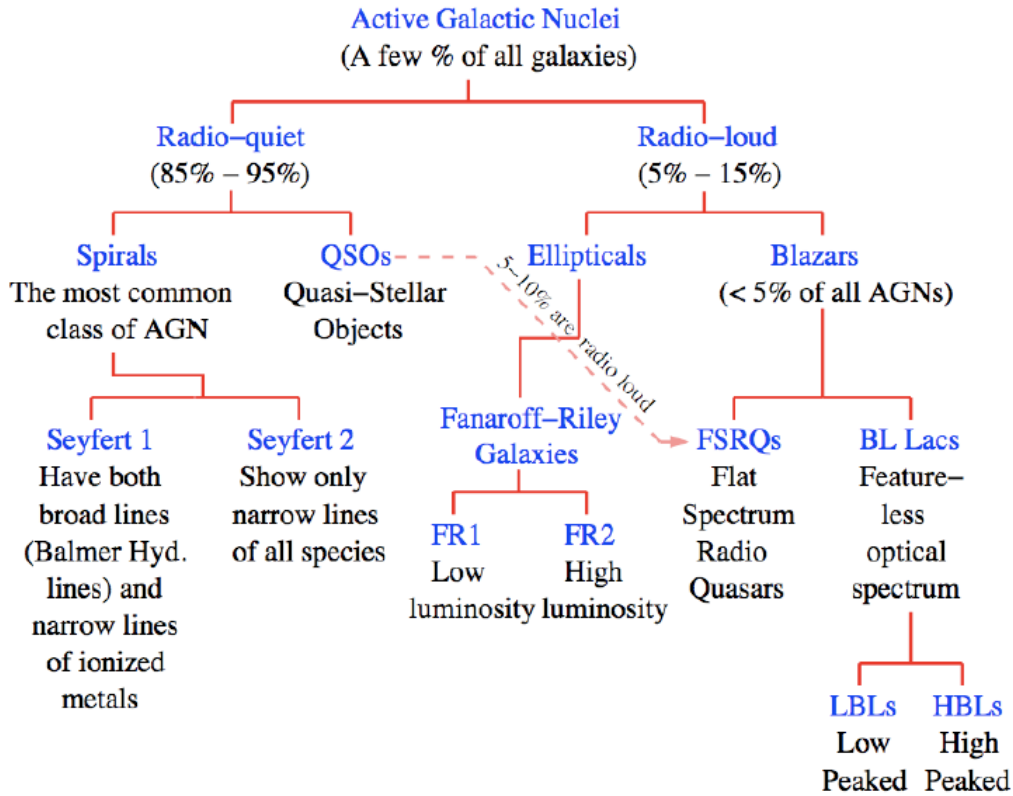 Active Galactic Nuclei
(A few % of all galaxies)
Radio–quiet
(85% – 95%)
Radio–loud
(5% – 15%)
Spirals
The most common
class of AGN
QSOs
Quasi–Stellar
Objects
5–10% are radio loud
Ellipticals
Blazars
(< 5% of all AGNs)
Seyfert 1
Have both
broad lines
(Balmer Hyd.
lines) and
narrow lines
of ionized
metals
Seyfert 2
Show only
narrow lines
of all species
Fanaroff–Riley
Galaxies
FR1
Low
luminosity
FR2
High
luminosity
FSRQs
Flat
Spectrum
Radio
Quasars
BL Lacs
Feature–
less
optical
spectrum
LBLs
Low
Peaked
HBLs
High
Peaked